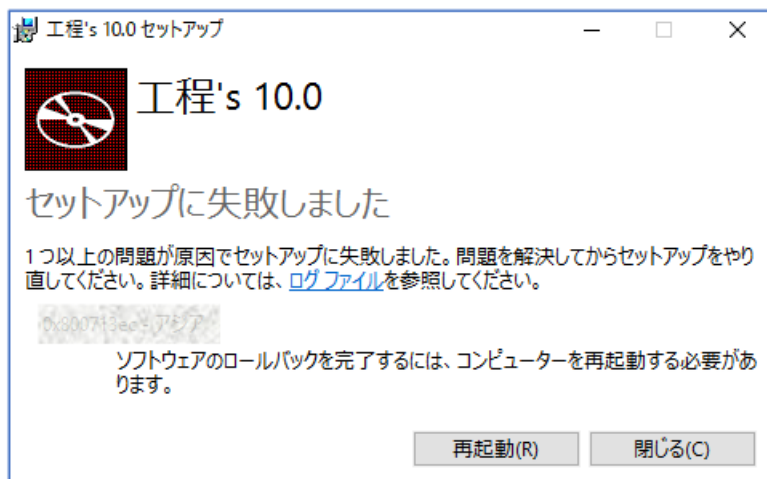 工程's 10.0 セットアップ
工程's 10.0
セットアップに失敗しました
1 つ以上の問題が原因でセットアップに失敗しました。問題を解決してからセットアップをやり
直してください。詳細については、ログ ファイルを参照してください。
ソフトウェアのロールバックを完了するには、コンピューターを再起動する必要があ
ります。
再起動(R)
閉じる(C)